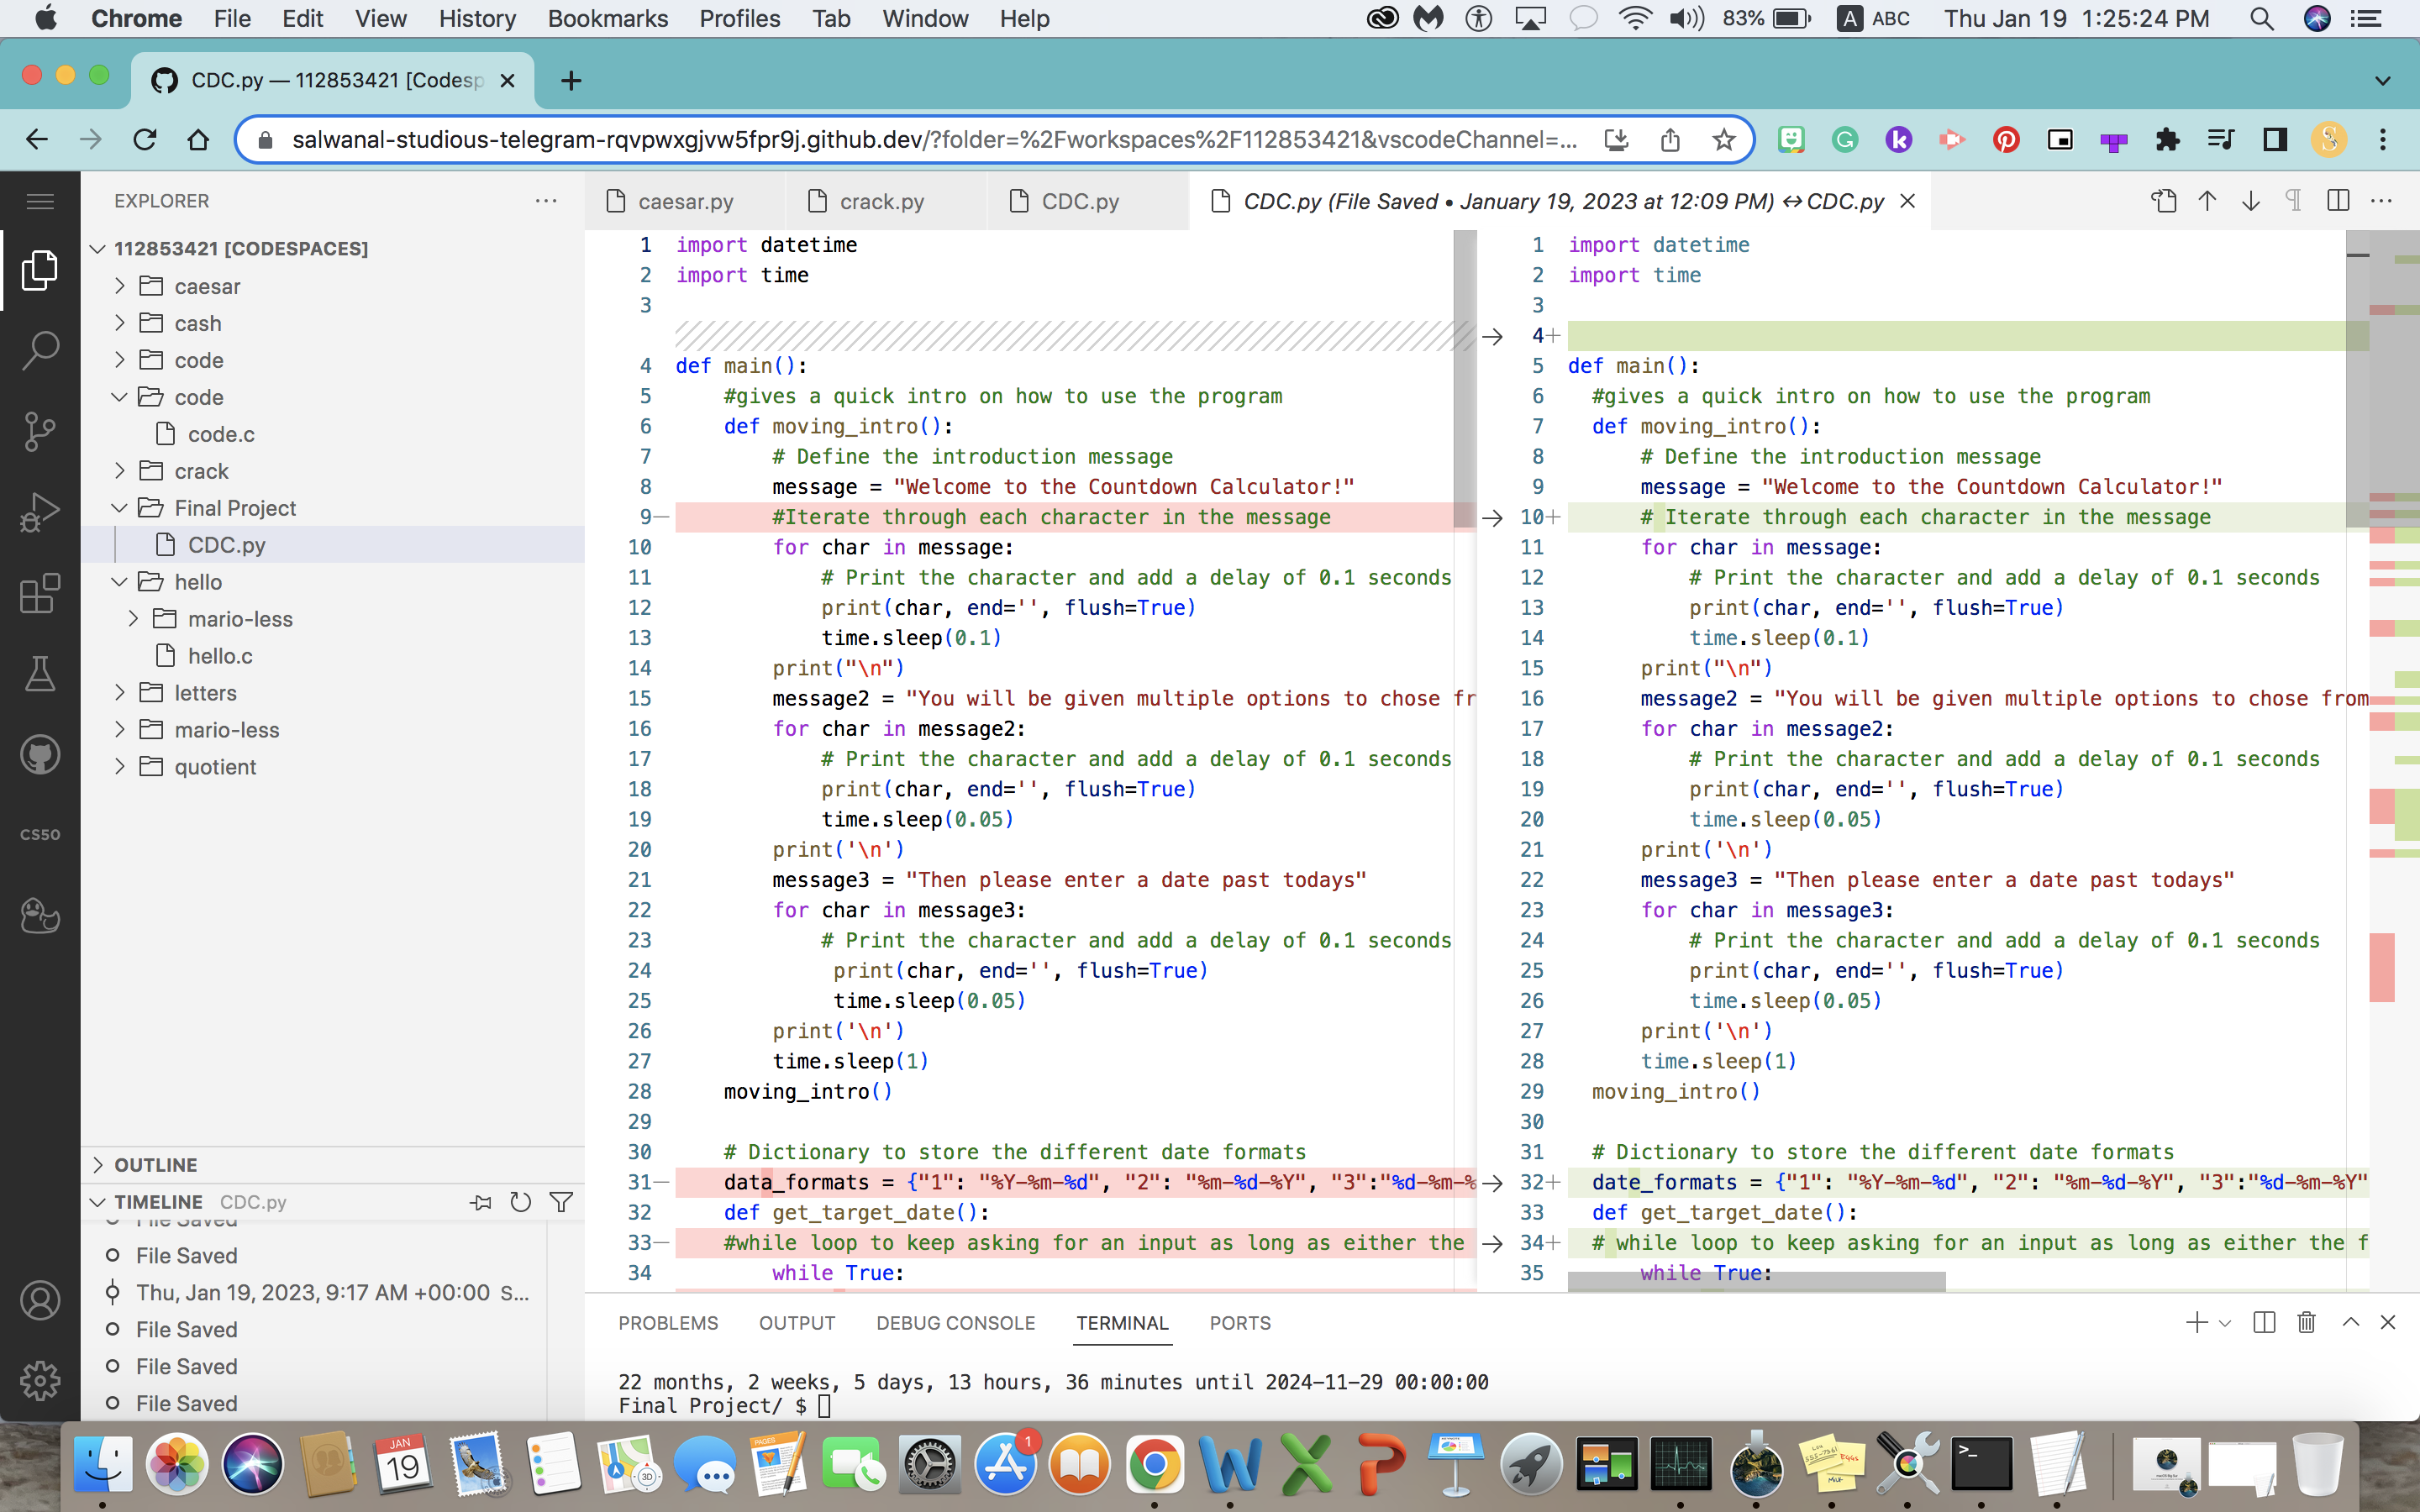 Chrome File Edit View History Bookmarks Profiles Tab Window Help 83% A ABC Thu Jan 19 1:25:24 PM
CDC.py — 112853421 [Codesp
salwanal-studious-telegram-rqvpwxgjvw5fpr9j.github.dev/?folder=%2Fworkspaces%2F112853421&vscodeChannel=...
EXPLORER
112853421 [CODESPACES]
caesar
cash
code
code
code.c
crack
Final Project
CDC.py
hello
mario-less
hello.c
letters
mario-less
quotient
CS50
OUTLINE
TIMELINE CDC.py
File Saved
File Saved
Thu, Jan 19, 2023, 9:17 AM +00:00 S...
File Saved
File Saved
File Saved
caesar.py crack.py CDC.py CDC.py (File Saved • January 19, 2023 at 12:09 PM) ↔ CDC.py
1 import datetime
2 import time
3
4 def main():
5 #gives a quick intro on how to use the program
6 def moving_intro():
7 # Define the introduction message
8 message = "Welcome to the Countdown Calculator!"
9— #Iterate through each character in the message
10 for char in message:
11 # Print the character and add a delay of 0.1 seconds
12 print(char, end='', flush=True)
13 time.sleep(0.1)
14 print("\n")
15 message2 = "You will be given multiple options to chose fr
16 for char in message2:
17 # Print the character and add a delay of 0.1 seconds
18 print(char, end='', flush=True)
19 time.sleep(0.05)
20 print('\n')
21 message3 = "Then please enter a date past todays"
22 for char in message3:
23 # Print the character and add a delay of 0.1 seconds
24 print(char, end='', flush=True)
25 time.sleep(0.05)
26 print('\n')
27 time.sleep(1)
28 moving_intro()
29
30 # Dictionary to store the different date formats
31— data_formats = {"1": "%Y-%m-%d", "2": "%m-%d-%Y", "3":"%d-%m-%
32 def get_target_date():
33— #while loop to keep asking for an input as long as either the
34 while True:
1 import datetime
2 import time
3
4+
5 def main():
6 #gives a quick intro on how to use the program
7 def moving_intro():
8 # Define the introduction message
9 message = "Welcome to the Countdown Calculator!"
10+ # Iterate through each character in the message
11 for char in message:
12 # Print the character and add a delay of 0.1 seconds
13 print(char, end='', flush=True)
14 time.sleep(0.1)
15 print("\n")
16 message2 = "You will be given multiple options to chose from
17 for char in message2:
18 # Print the character and add a delay of 0.1 seconds
19 print(char, end='', flush=True)
20 time.sleep(0.05)
21 print('\n')
22 message3 = "Then please enter a date past todays"
23 for char in message3:
24 # Print the character and add a delay of 0.1 seconds
25 print(char, end='', flush=True)
26 time.sleep(0.05)
27 print('\n')
28 time.sleep(1)
29 moving_intro()
30
31 # Dictionary to store the different date formats
32+ date_formats = {"1": "%Y-%m-%d", "2": "%m-%d-%Y", "3":"%d-%m-%Y"
33 def get_target_date():
34+ # while loop to keep asking for an input as long as either the f
35 while True:
PROBLEMS OUTPUT DEBUG CONSOLE TERMINAL PORTS
22 months, 2 weeks, 5 days, 13 hours, 36 minutes until 2024-11-29 00:00:00
Final Project/ $
JAN
19
3D
PAGES
1